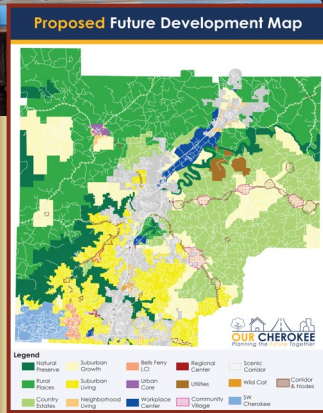 Proposed Future Development Map
OUR CHEROKEE
Planning the Future Together
Legend
Natural Preserve
Suburban Growth
Bells Ferry LCI
Regional Center
Scenic Corridor
Rural Places
Suburban Living
Urban Core
Utilities
Wild Cat
Corridor & Nodes
Country Estates
Neighborhood Living
Workplace Center
Community Village
SW Cherokee